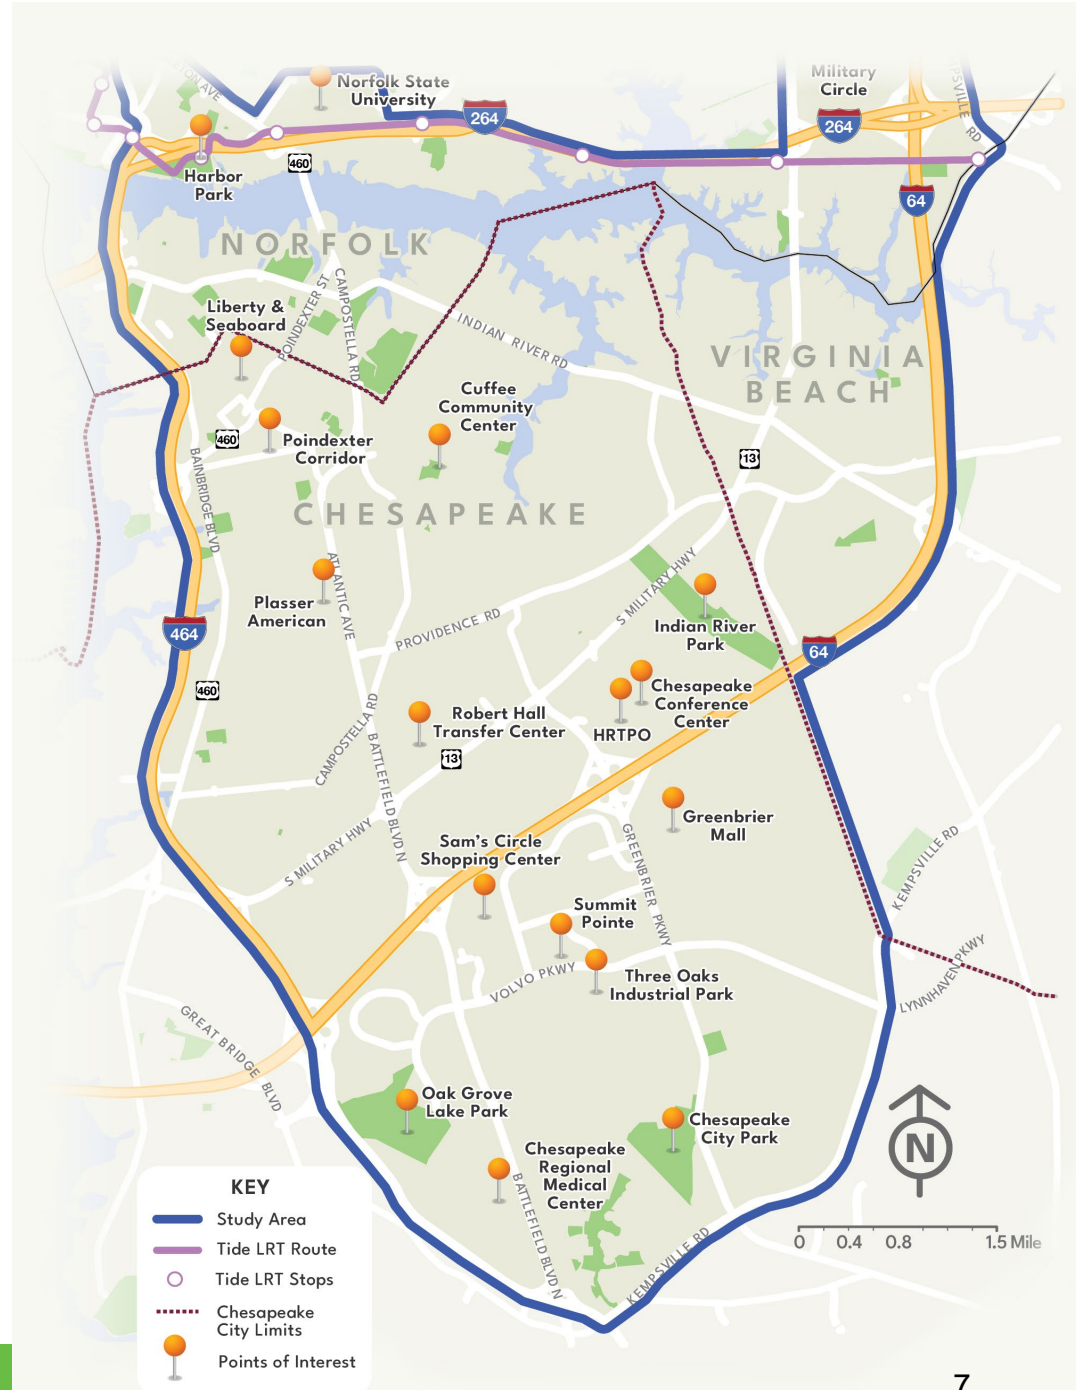 Norfolk State
University
Military
Circle
264
264
460
Harbor
Park
64
NORFOLK
Liberty &
Seaboard
POINDEXTER ST
CAMPOSTELLA RD
INDIAN RIVER RD
VIRGINIA
BEACH
Cuffee
Community
Center
460
Poindexter
Corridor
13
BAINBRIDGE BLVD
CHESAPEAKE
ATLANTIC AVE
Plasser
American
S MILITARY HWY
PROVIDENCE RD
Indian River
Park
464
64
460
Chesapeake
Conference
Center
HRTPO
Robert Hall
Transfer Center
13
CAMPOSTELLA RD
BATTLEFIELD BLVD N
Greenbrier
Mall
S MILITARY HWY
Sam's Circle
Shopping Center
GREENBRIER PKWY
KEMPSVILLE RD
Summit
Pointe
VOLVO PKWY
Three Oaks
Industrial Park
LYNNHAVEN PKWY
GREAT BRIDGE BLVD
Oak Grove
Lake Park
Chesapeake
City Park
Chesapeake
Regional
Medical
Center
BATTLEFIELD BLVD N
KEMPSVILLE RD
N
0 0.4 0.8 1.5 Mile
KEY
Study Area
Tide LRT Route
Tide LRT Stops
Chesapeake
City Limits
Points of Interest
7